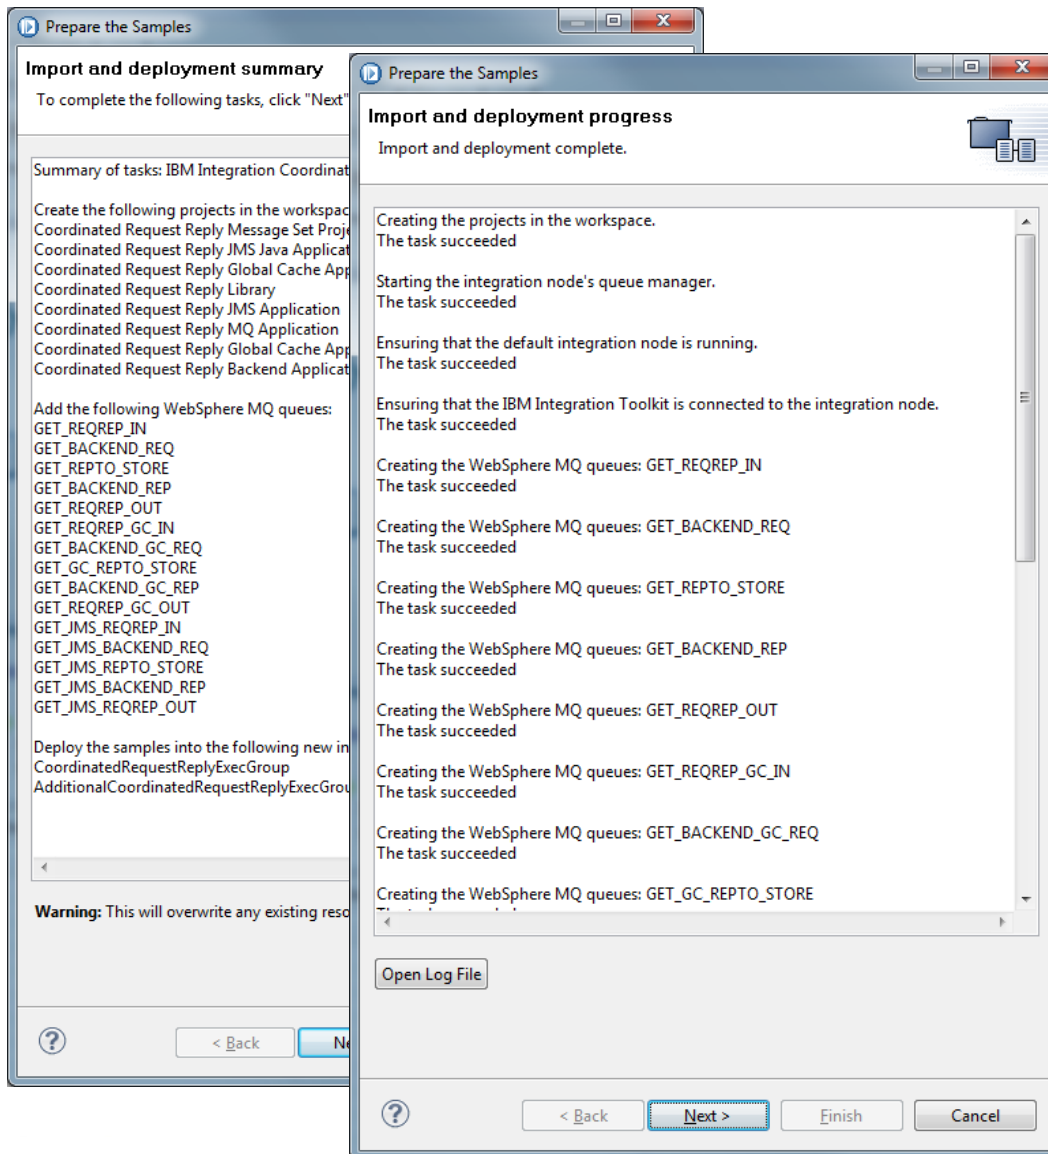 Prepare the Samples
Import and deployment summary
To complete the following tasks, click "Next"
Summary of tasks: IBM Integration Coordinat
Create the following projects in the workspac
Coordinated Request Reply Message Set Proje
Coordinated Request Reply JMS Java Applicat
Coordinated Request Reply Global Cache App
Coordinated Request Reply Library
Coordinated Request Reply JMS Application
Coordinated Request Reply MQ Application
Coordinated Request Reply Global Cache App
Coordinated Request Reply Backend Applicat
Add the following WebSphere MQ queues:
GET_REQREP_IN
GET_BACKEND_REQ
GET_REPTO_STORE
GET_BACKEND_REP
GET_REQREP_OUT
GET_REQREP_GC_IN
GET_BACKEND_GC_REQ
GET_GC_REPTO_STORE
GET_BACKEND_GC_REP
GET_REQREP_GC_OUT
GET_JMS_REQREP_IN
GET_JMS_BACKEND_REQ
GET_JMS_REPTO_STORE
GET_JMS_BACKEND_REP
GET_JMS_REQREP_OUT
Deploy the samples into the following new in
CoordinatedRequestReplyExecGroup
AdditionalCoordinatedRequestReplyExecGrou
Warning: This will overwrite any existing reso
< Back
Ne
Prepare the Samples
Import and deployment progress
Import and deployment complete.
Creating the projects in the workspace.
The task succeeded
Starting the integration node's queue manager.
The task succeeded
Ensuring that the default integration node is running.
The task succeeded
Ensuring that the IBM Integration Toolkit is connected to the integration node.
The task succeeded
Creating the WebSphere MQ queues: GET_REQREP_IN
The task succeeded
Creating the WebSphere MQ queues: GET_BACKEND_REQ
The task succeeded
Creating the WebSphere MQ queues: GET_REPTO_STORE
The task succeeded
Creating the WebSphere MQ queues: GET_BACKEND_REP
The task succeeded
Creating the WebSphere MQ queues: GET_REQREP_OUT
The task succeeded
Creating the WebSphere MQ queues: GET_REQREP_GC_IN
The task succeeded
Creating the WebSphere MQ queues: GET_BACKEND_GC_REQ
The task succeeded
Creating the WebSphere MQ queues: GET_GC_REPTO_STORE
Open Log File
< Back
Next >
Finish
Cancel